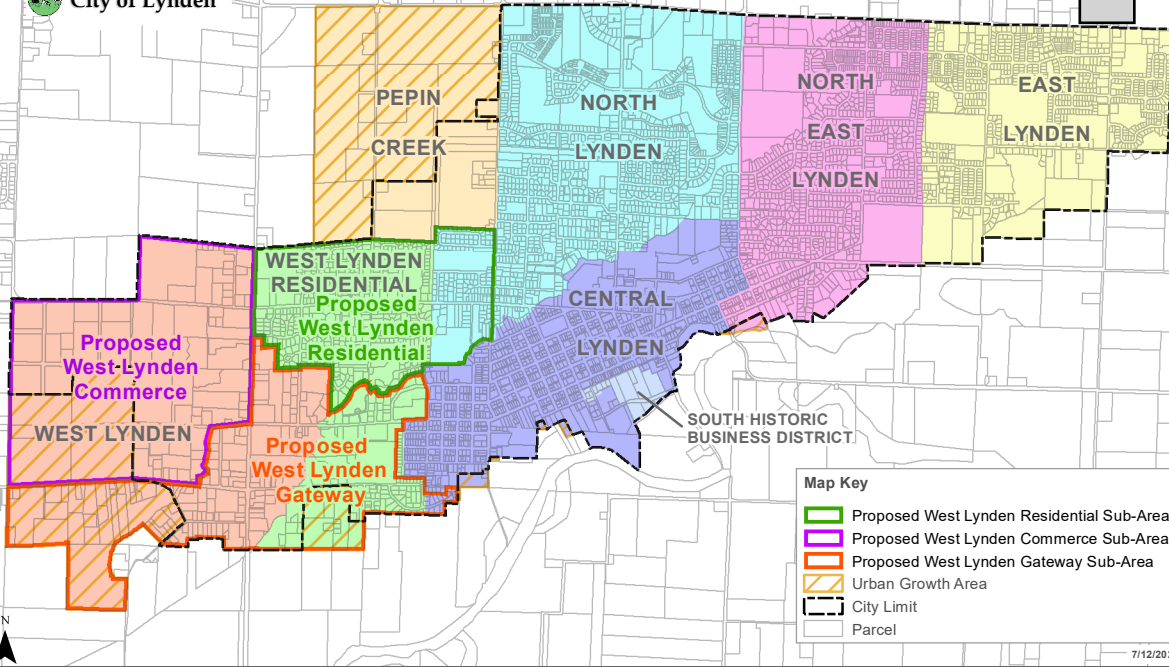 City of Lynden
PEPIN
CREEK
NORTH
LYNDEN
NORTH
EAST
LYNDEN
EAST
LYNDEN
WEST LYNDEN
RESIDENTIAL
Proposed
West Lynden
Residential
CENTRAL
LYNDEN
Proposed
West Lynden
Commerce
WEST LYNDEN
Proposed
West Lynden
Gateway
SOUTH HISTORIC
BUSINESS DISTRICT
Map Key
Proposed West Lynden Residential Sub-Area
Proposed West Lynden Commerce Sub-Area
Proposed West Lynden Gateway Sub-Area
Urban Growth Area
City Limit
Parcel
N